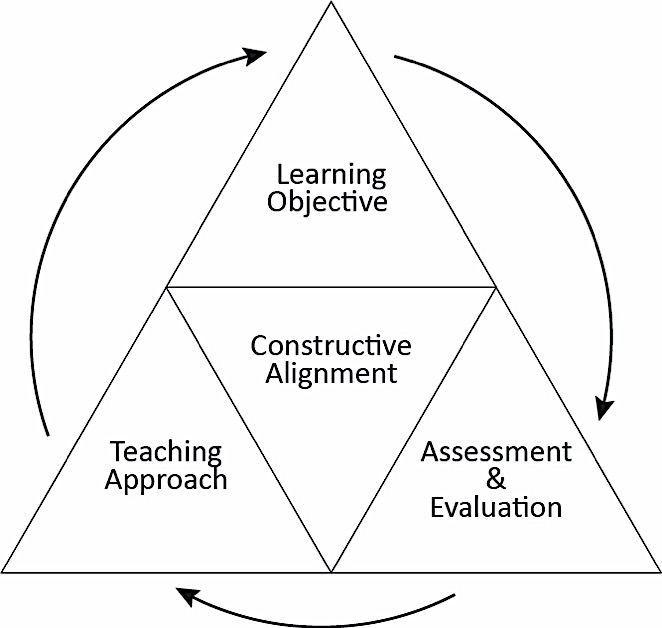 Learning
Objective
Constructive
Alignment
Teaching
Approach
Assessment
&
Evaluation